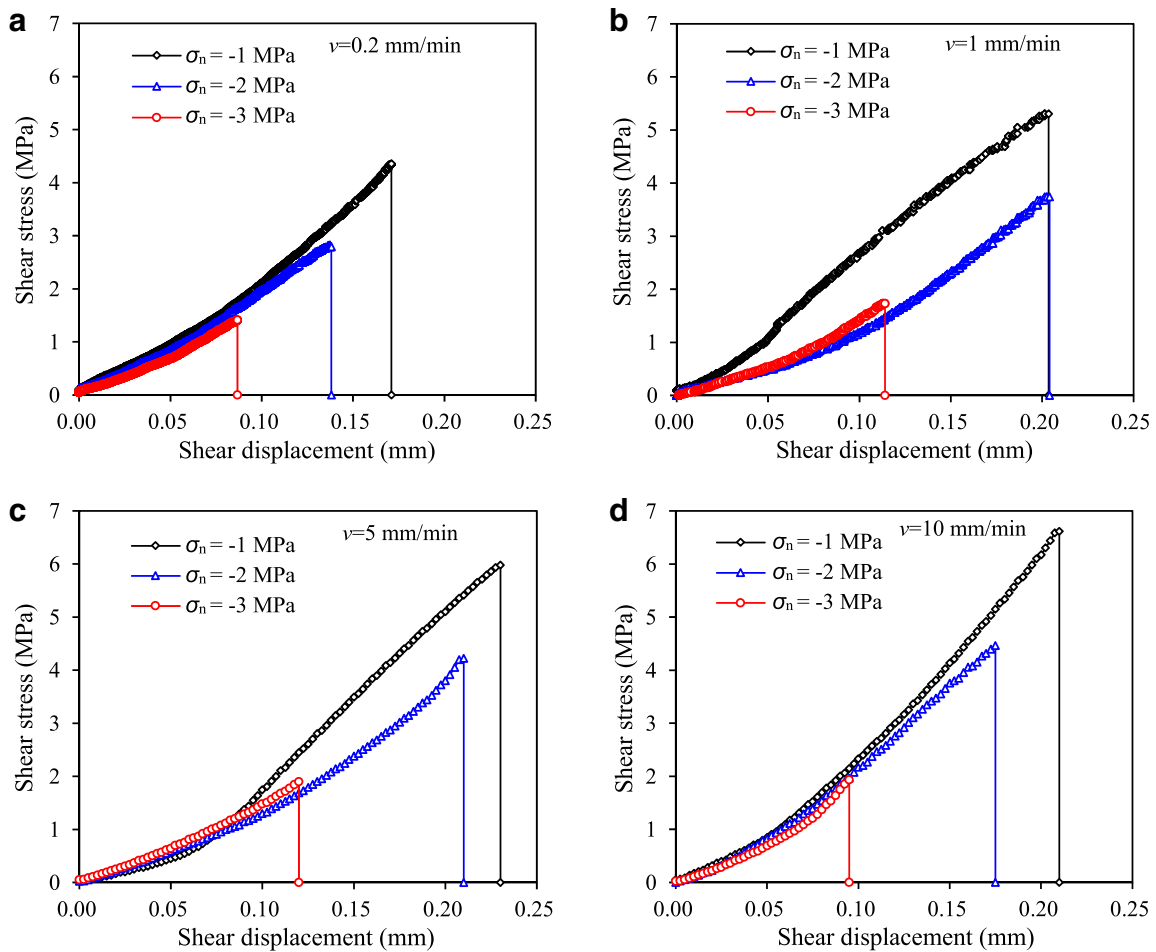 a
7
6
5
4
3
2
1
0
Shear stress (MPa)
σn = -1 MPa
σn = -2 MPa
σn = -3 MPa
v=0.2 mm/min
0.00 0.05 0.10 0.15 0.20 0.25
Shear displacement (mm)
b
7
6
5
4
3
2
1
0
Shear stress (MPa)
σn = -1 MPa
σn = -2 MPa
σn = -3 MPa
v=1 mm/min
0.00 0.05 0.10 0.15 0.20 0.25
Shear displacement (mm)
c
7
6
5
4
3
2
1
0
Shear stress (MPa)
σn = -1 MPa
σn = -2 MPa
σn = -3 MPa
v=5 mm/min
0.00 0.05 0.10 0.15 0.20 0.25
Shear displacement (mm)
d
7
6
5
4
3
2
1
0
Shear stress (MPa)
σn = -1 MPa
σn = -2 MPa
σn = -3 MPa
v=10 mm/min
0.00 0.05 0.10 0.15 0.20 0.25
Shear displacement (mm)